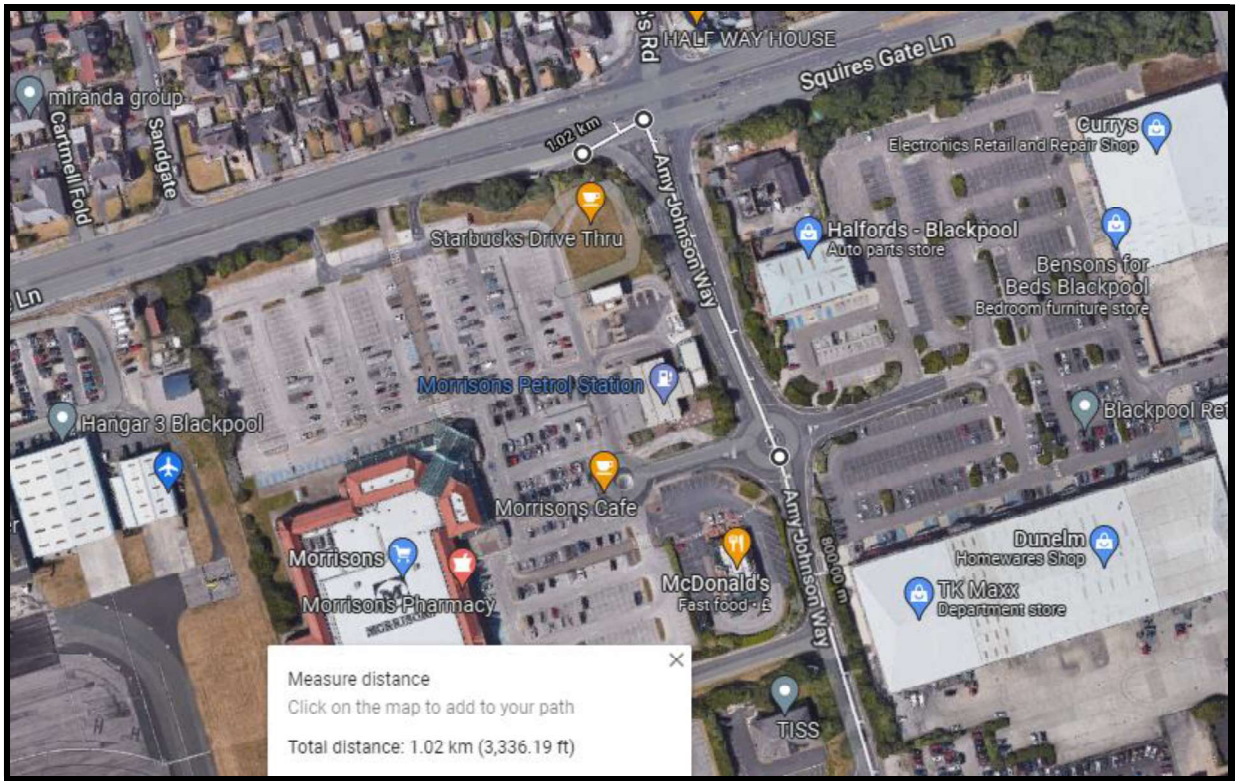 's Rd
HALF WAY HOUSE
Squires Gate Ln
miranda group
Cartmell Fold
Sandgate
1.02 km
Currys
Electronics Retail and Repair Shop
Amy Johnson Way
Starbucks Drive Thru
Halfords - Blackpool
Auto parts store
Bensons for
Beds Blackpool
Bedroom furniture store
Ln
Morrisons Petrol Station
Hangar 3 Blackpool
Blackpool Ret
Morrisons Cafe
Amy Johnson Way
800.00 m
Morrisons
Morrisons Pharmacy
MORRISONS
McDonald's
Fast food · £
Dunelm
Homewares Shop
TK Maxx
Department store
TISS
Measure distance
Click on the map to add to your path
Total distance: 1.02 km (3,336.19 ft)